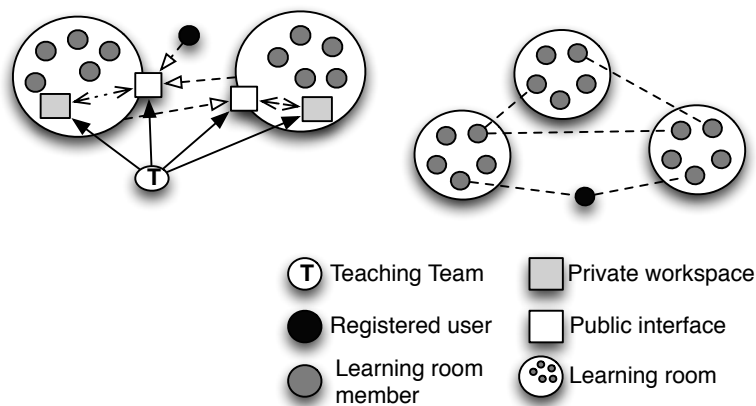 T
T Teaching Team
Private workspace
Registered user
Public interface
Learning room
member
Learning room